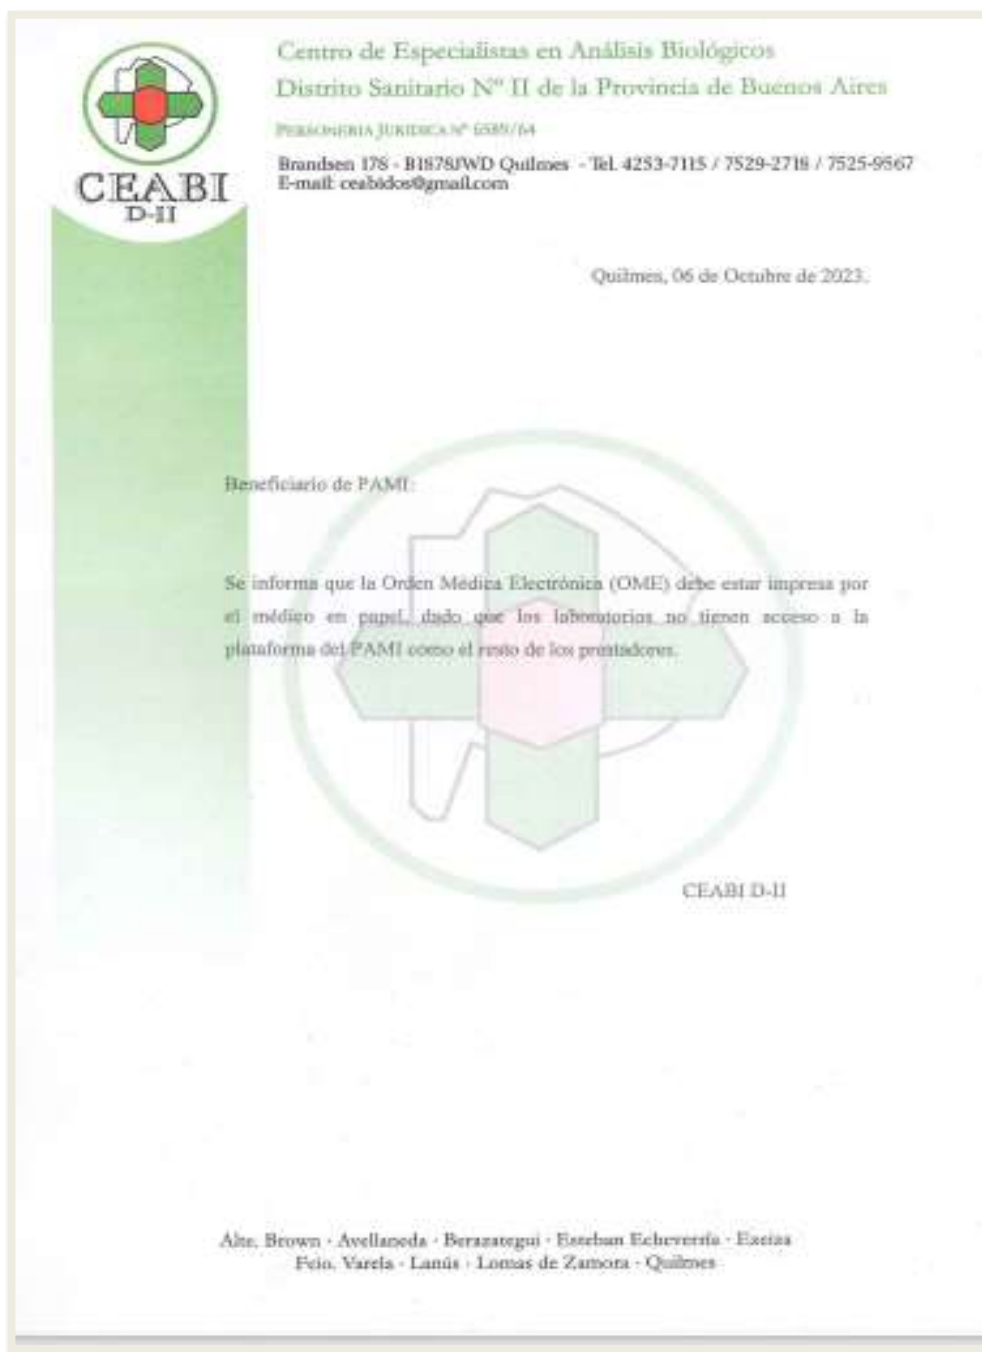 Centro de Especialistas en Análisis Biológicos
Distrito Sanitario Nº II de la Provincia de Buenos Aires
PERSONERIA JURIDICA Nº 6589/64
Brandsen 178 - B1878JWD Quilmes - Tel. 4253-7115 / 7529-2718 / 7525-9567
E-mail: ceabidos@gmail.com
CEABI
D-II
Quilmes, 06 de Octubre de 2023.
Beneficiario de PAMI:
Se informa que la Orden Médica Electrónica (OME) debe estar impresa por
el médico en papel, dado que los laboratorios no tienen acceso a la
plataforma del PAMI como el resto de los prestadores.
CEABI D-II
Alte. Brown - Avellaneda - Berazategui - Esteban Echeverría - Ezeiza
Fcio. Varela - Lanús - Lomas de Zamora - Quilmes